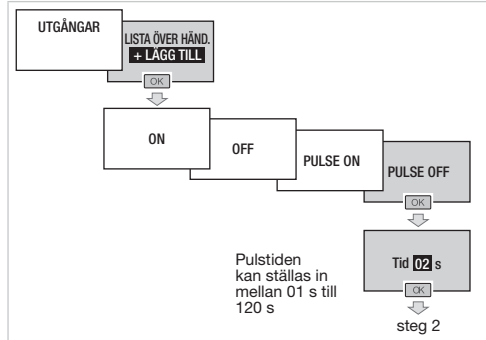 UTGÅNGAR
LISTA ÖVER HÄND.
+ LÄGG TILL
OK
ON
OFF
PULSE ON
PULSE OFF
OK
Tid 02 s
OK
Pulstiden
kan ställas in
mellan 01 s till
120 s
steg 2